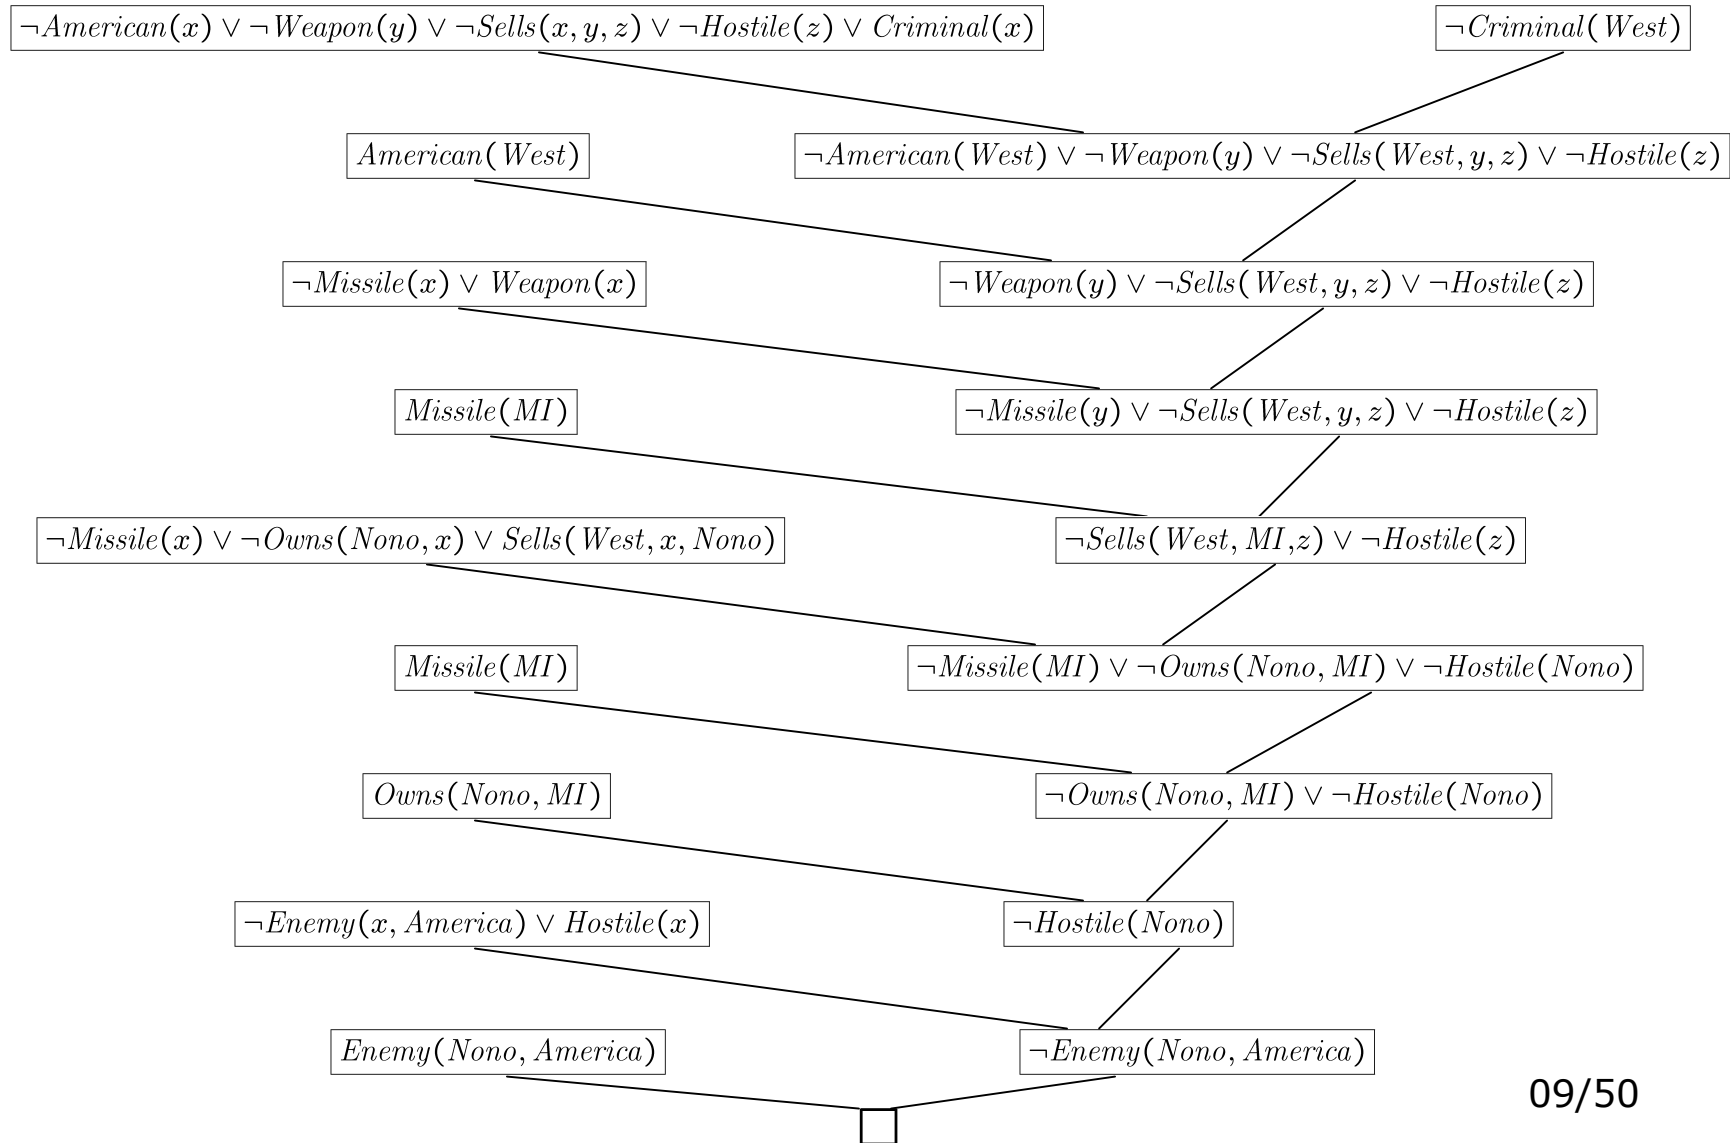 ¬American(x) ∨ ¬Weapon(y) ∨ ¬Sells(x, y, z) ∨ ¬Hostile(z) ∨ Criminal(x)
¬Criminal(West)
American(West)
¬American(West) ∨ ¬Weapon(y) ∨ ¬Sells(West, y, z) ∨ ¬Hostile(z)
¬Missile(x) ∨ Weapon(x)
¬Weapon(y) ∨ ¬Sells(West, y, z) ∨ ¬Hostile(z)
Missile(MI)
¬Missile(y) ∨ ¬Sells(West, y, z) ∨ ¬Hostile(z)
¬Missile(x) ∨ ¬Owns(Nono, x) ∨ Sells(West, x, Nono)
¬Sells(West, MI,z) ∨ ¬Hostile(z)
Missile(MI)
¬Missile(MI) ∨ ¬Owns(Nono, MI) ∨ ¬Hostile(Nono)
Owns(Nono, MI)
¬Owns(Nono, MI) ∨ ¬Hostile(Nono)
¬Enemy(x, America) ∨ Hostile(x)
¬Hostile(Nono)
Enemy(Nono, America)
¬Enemy(Nono, America)
09/50